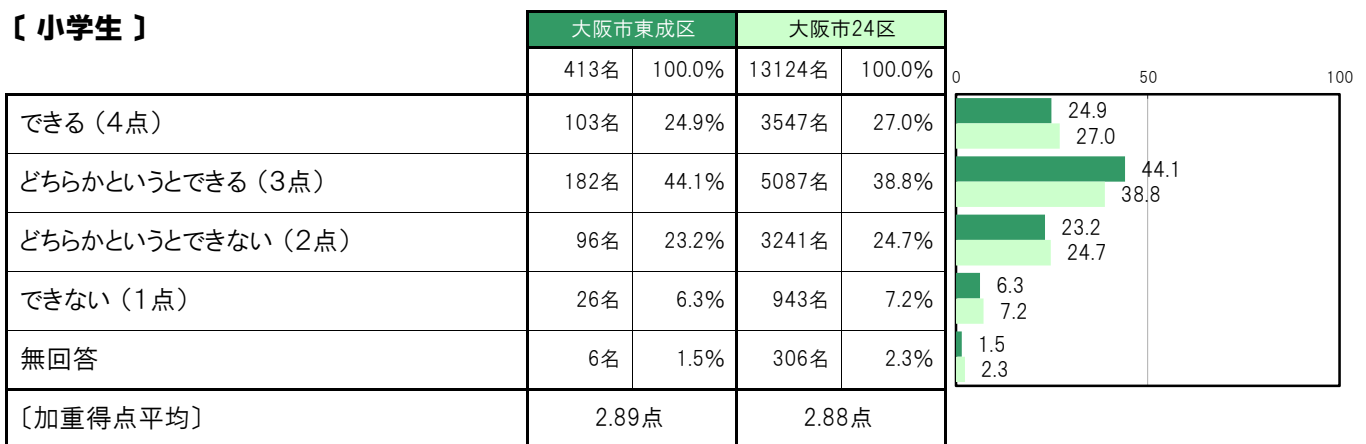 〔 小学生 〕
大阪市東成区 大阪市24区
413名 100.0% 13124名 100.0%
0 50 100
できる（4点） 103名 24.9% 3547名 27.0%
24.9
27.0
どちらかというとできる（3点） 182名 44.1% 5087名 38.8%
44.1
38.8
どちらかというとできない（2点） 96名 23.2% 3241名 24.7%
23.2
24.7
できない（1点） 26名 6.3% 943名 7.2%
6.3
7.2
無回答 6名 1.5% 306名 2.3%
1.5
2.3
〔加重得点平均〕 2.89点 2.88点